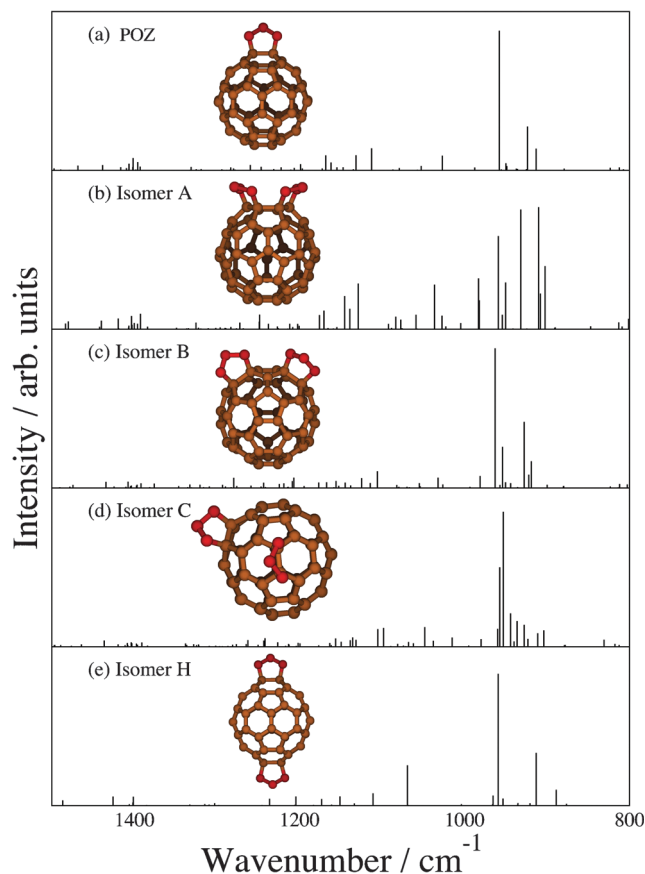 (a) POZ
(b) Isomer A
(c) Isomer B
(d) Isomer C
(e) Isomer H
Intensity / arb. units
1400 1200 1000 800
Wavenumber / cm⁻¹